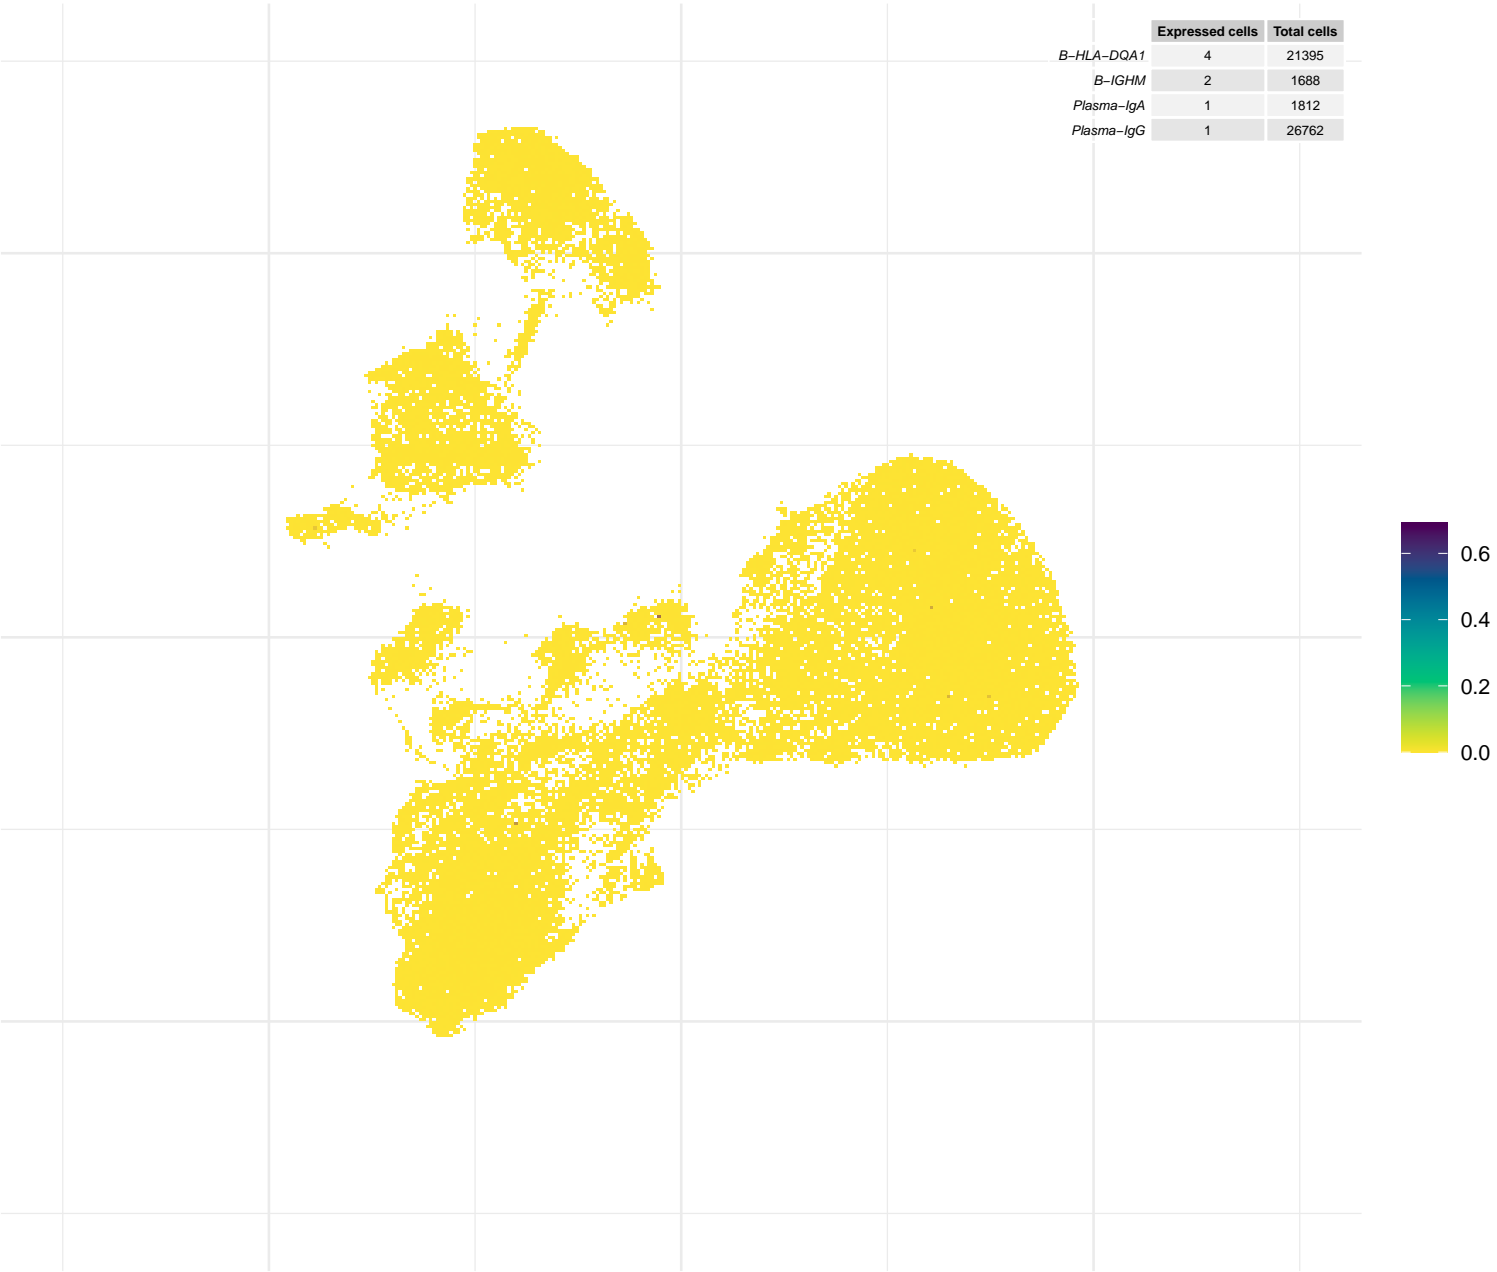 Expressed cells Total cells
B−HLA−DQA1 4 21395
B−IGHM 2 1688
Plasma−IgA 1 1812
Plasma−IgG 1 26762
0.6
0.4
0.2
0.0